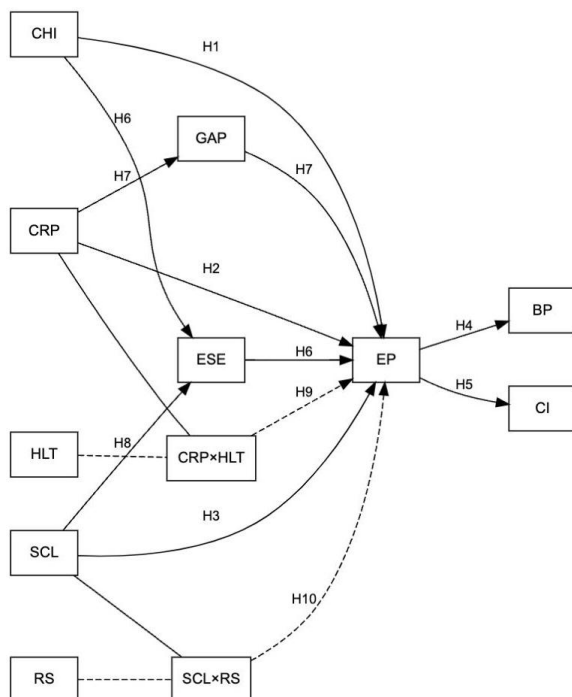 CHI
H1
H6
GAP
H7
H7
CRP
H2
BP
H4
ESE
H6
EP
H9
H5
CI
HLT
H8
CRP×HLT
H3
SCL
H10
RS
SCL×RS